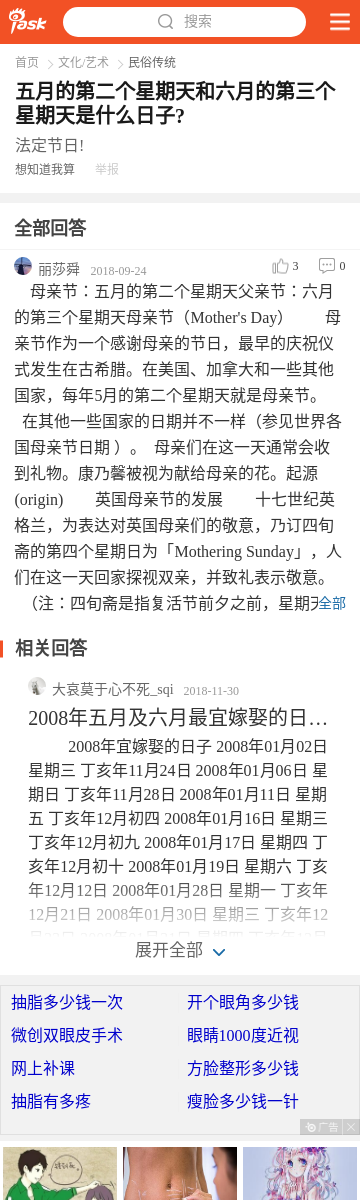 iask
搜索
首页 文化/艺术 民俗传统
五月的第二个星期天和六月的第三个
星期天是什么日子?
法定节日!
想知道我算 举报
全部回答
丽莎舜 2018-09-24 3 0
母亲节：五月的第二个星期天父亲节：六月
的第三个星期天母亲节（Mother's Day） 母
亲节作为一个感谢母亲的节日，最早的庆祝仪
式发生在古希腊。在美国、加拿大和一些其他
国家，每年5月的第二个星期天就是母亲节。
在其他一些国家的日期并不一样（参见世界各
国母亲节日期 ）。 母亲们在这一天通常会收
到礼物。康乃馨被视为献给母亲的花。起源
(origin) 英国母亲节的发展 十七世纪英
格兰，为表达对英国母亲们的敬意，乃订四旬
斋的第四个星期日为「Mothering Sunday」，人
们在这一天回家探视双亲，并致礼表示敬意。
（注：四旬斋是指复活节前夕之前，星期天 全部
相关回答
大哀莫于心不死_sqi 2018-11-30
2008年五月及六月最宜嫁娶的日…
2008年宜嫁娶的日子 2008年01月02日
星期三 丁亥年11月24日 2008年01月06日 星
期日 丁亥年11月28日 2008年01月11日 星期
五 丁亥年12月初四 2008年01月16日 星期三
丁亥年12月初九 2008年01月17日 星期四 丁
亥年12月初十 2008年01月19日 星期六 丁亥
年12月12日 2008年01月28日 星期一 丁亥年
12月21日 2008年01月30日 星期三 丁亥年12
展开全部
抽脂多少钱一次 开个眼角多少钱
微创双眼皮手术 眼睛1000度近视
网上补课 方脸整形多少钱
抽脂有多疼 瘦脸多少钱一针
广告